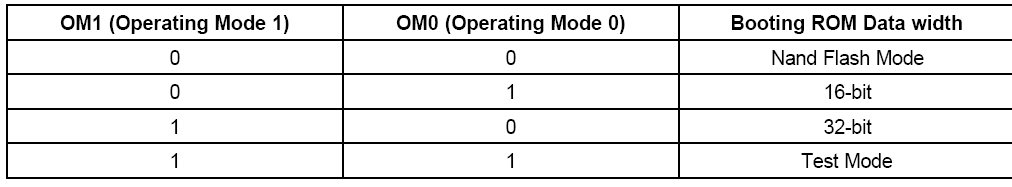 OM1 (Operating Mode 1) OM0 (Operating Mode 0) Booting ROM Data width
0 0 Nand Flash Mode
0 1 16-bit
1 0 32-bit
1 1 Test Mode